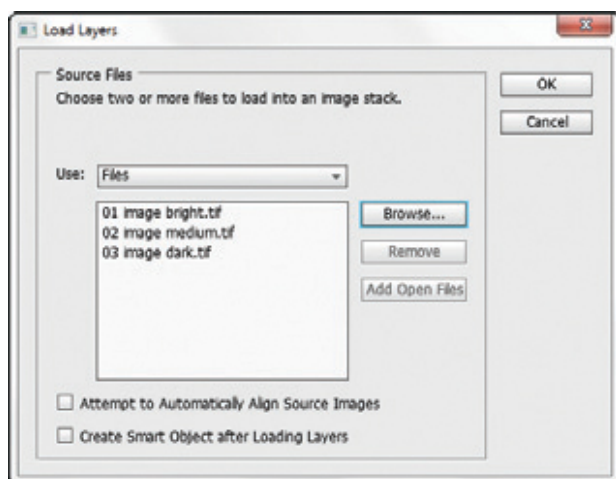 Load Layers
Source Files
Choose two or more files to load into an image stack.
OK
Cancel
Use: Files
01 image bright.tif
02 image medium.tif
03 image dark.tif
Browse...
Remove
Add Open Files
Attempt to Automatically Align Source Images
Create Smart Object after Loading Layers